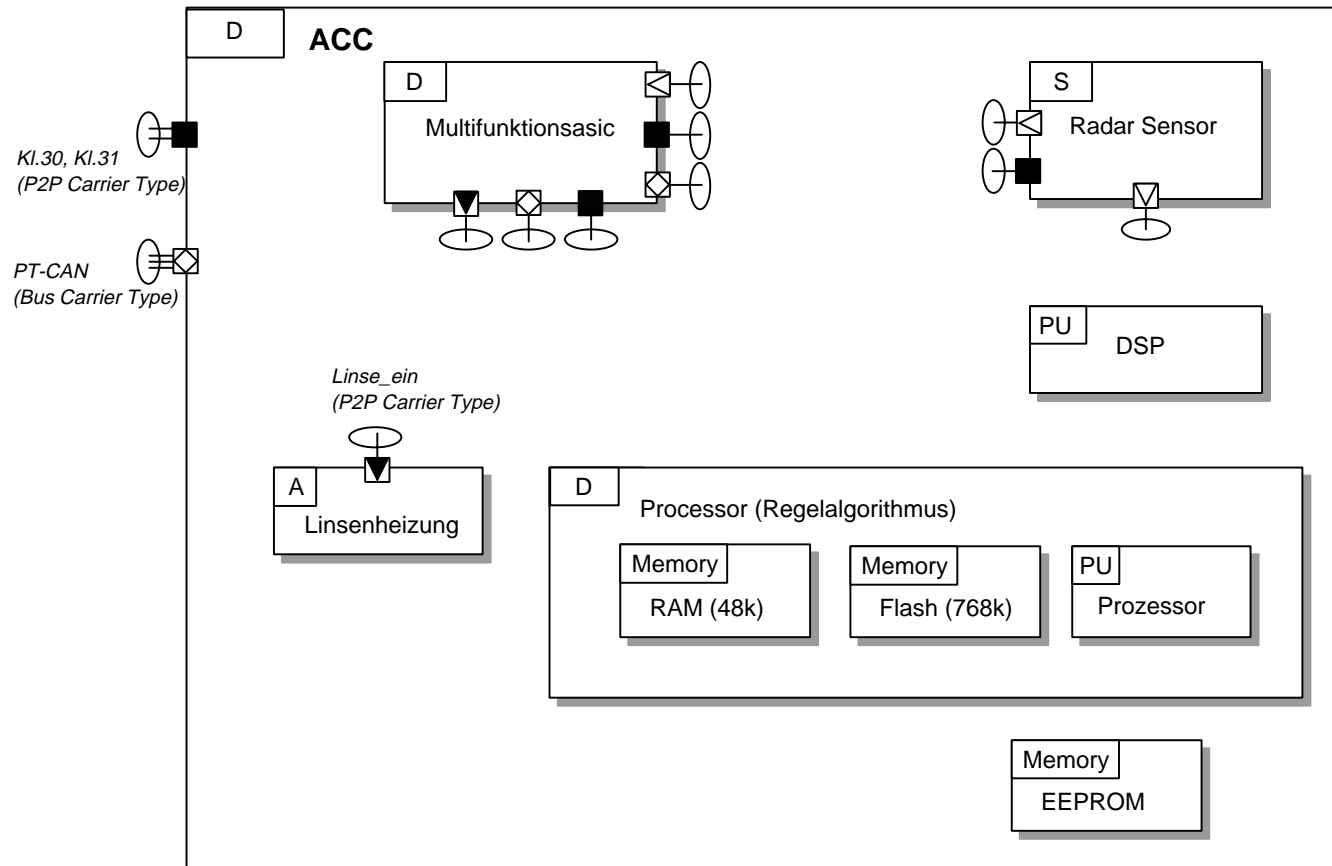 D
ACC
D
Multifunktionsasic
S
Radar Sensor
Kl.30, Kl.31
(P2P Carrier Type)
PT-CAN
(Bus Carrier Type)
PU
DSP
Linse_ein
(P2P Carrier Type)
A
Linsenheizung
D
Processor (Regelalgorithmus)
Memory
RAM (48k)
Memory
Flash (768k)
PU
Prozessor
Memory
EEPROM